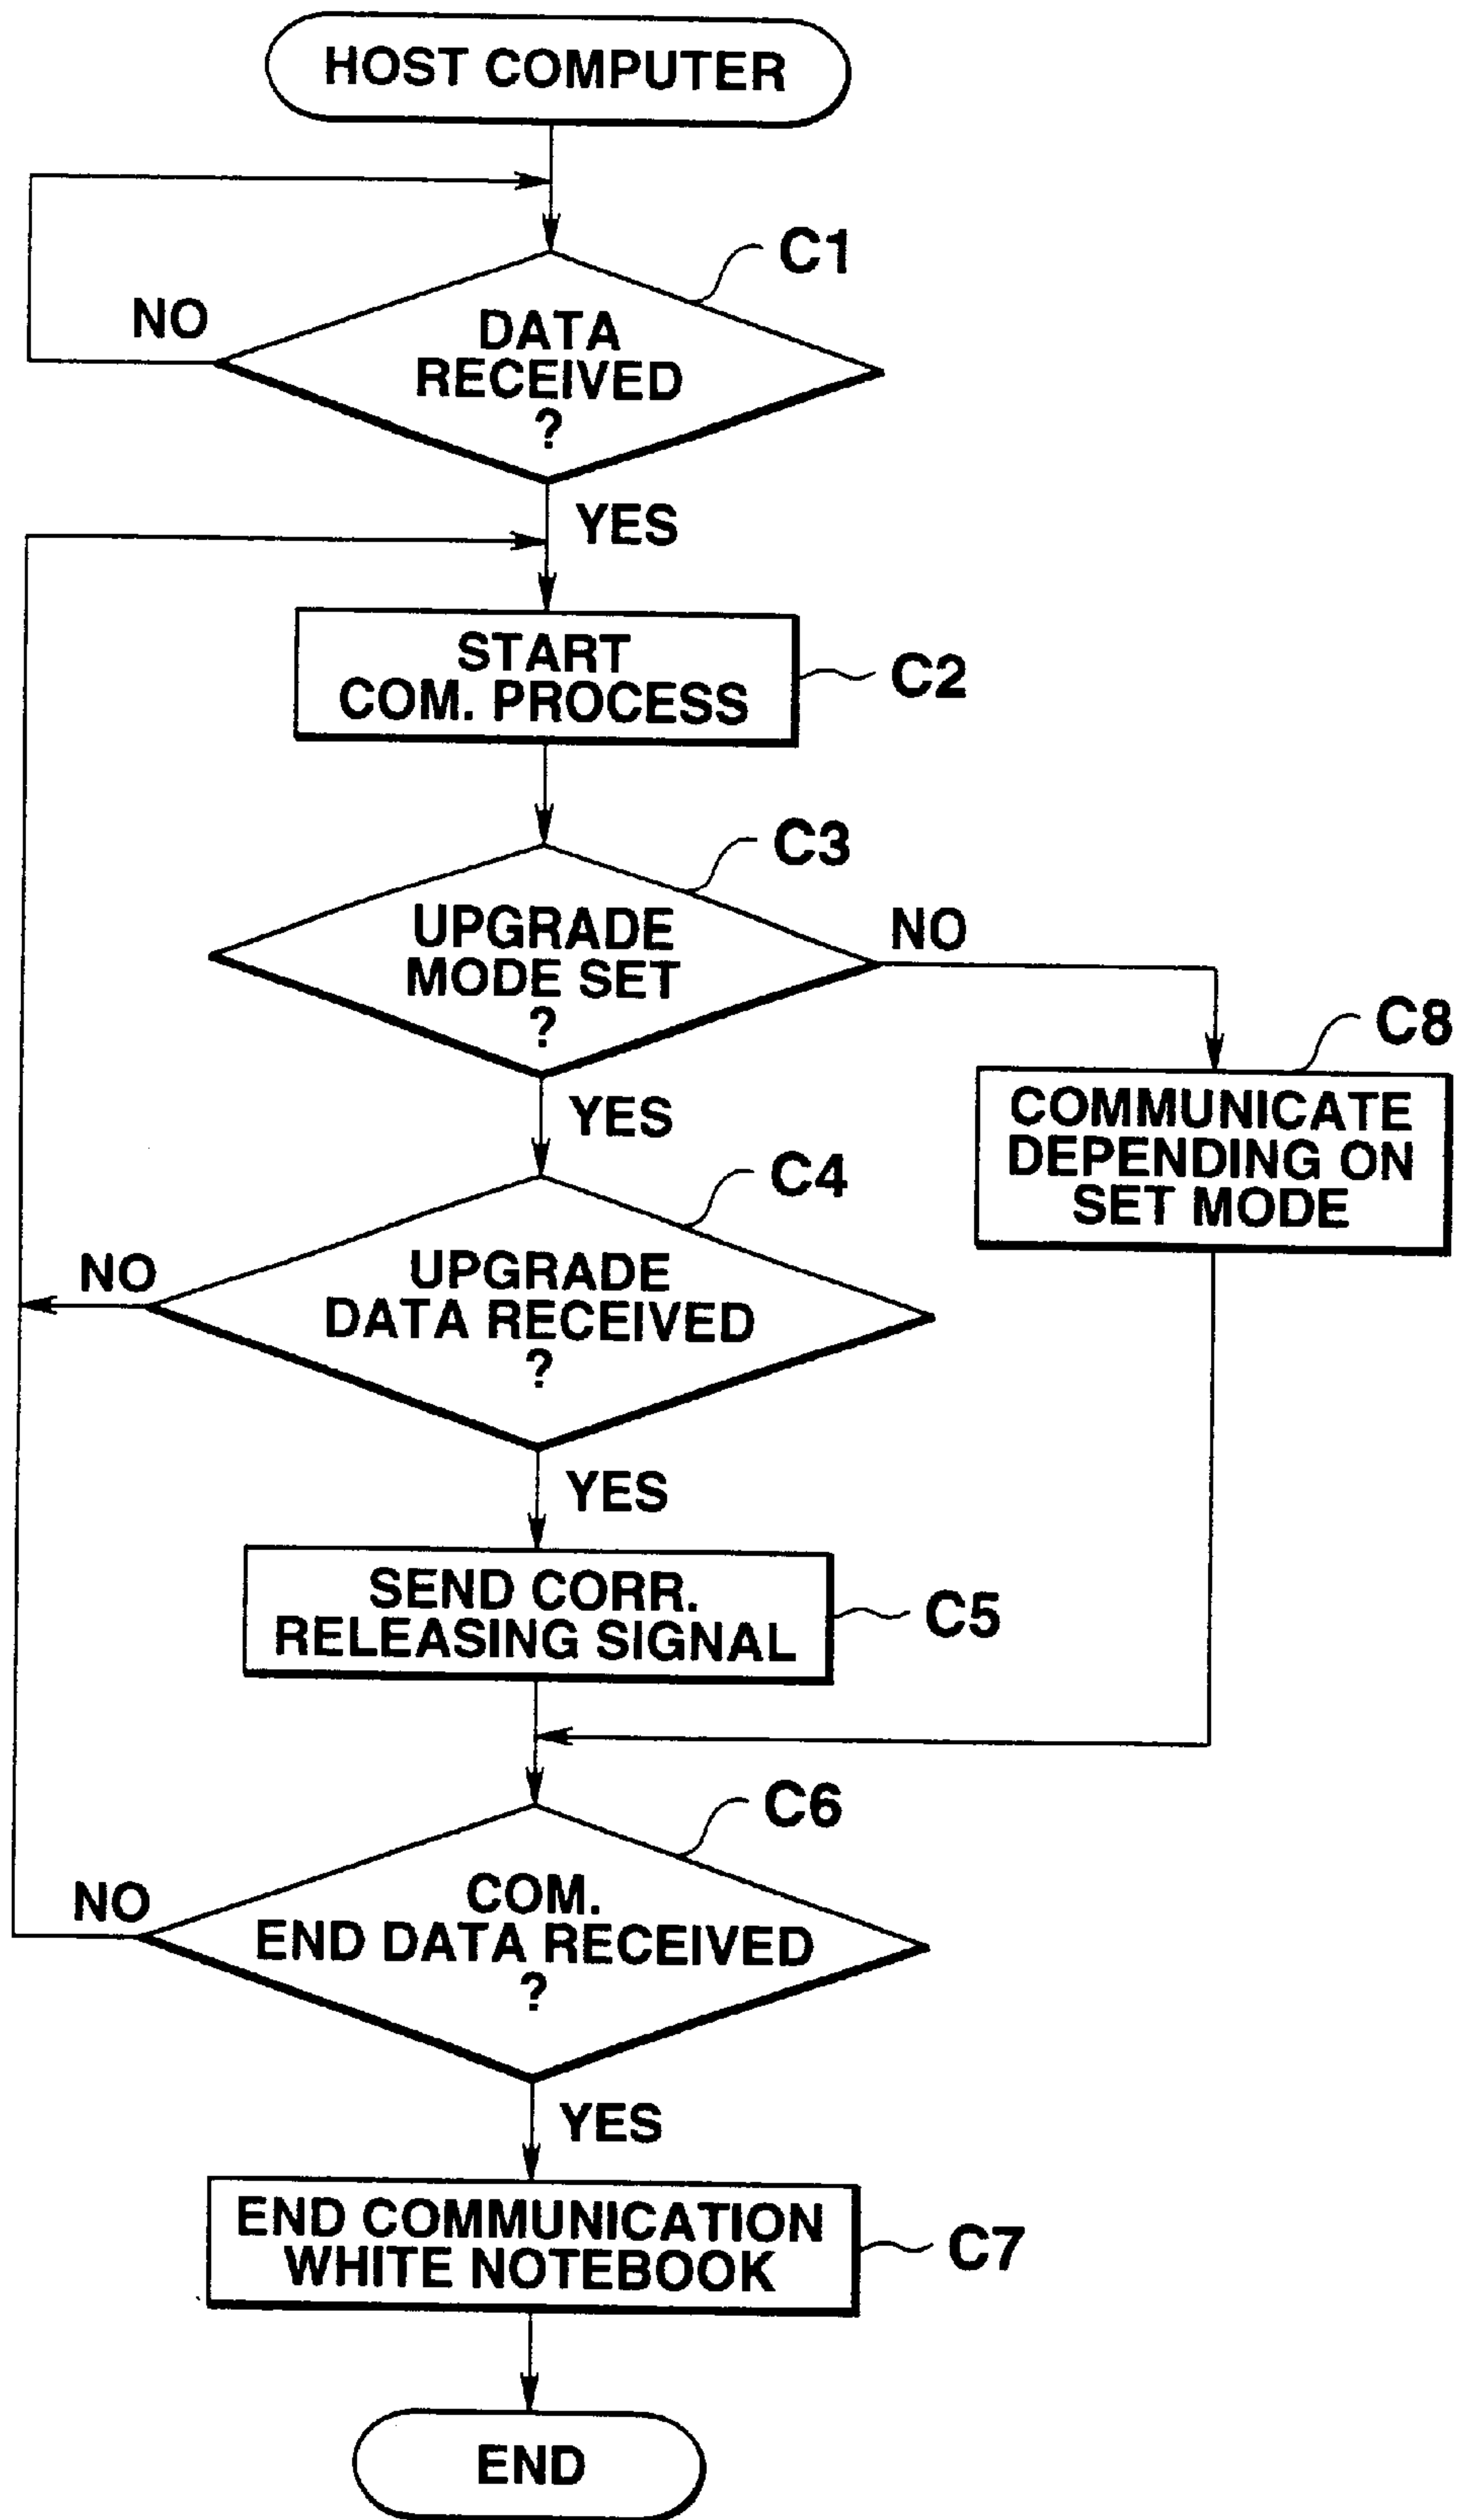 HOST COMPUTER
C1
NO
DATA
RECEIVED
?
YES
START
COM. PROCESS
C2
C3
UPGRADE
MODE SET
?
NO
C8
YES
COMMUNICATE
DEPENDING ON
SET MODE
C4
NO
UPGRADE
DATA RECEIVED
?
YES
SEND CORR.
RELEASING SIGNAL
C5
C6
NO
COM.
END DATA RECEIVED
?
YES
END COMMUNICATION
WHITE NOTEBOOK
C7
END